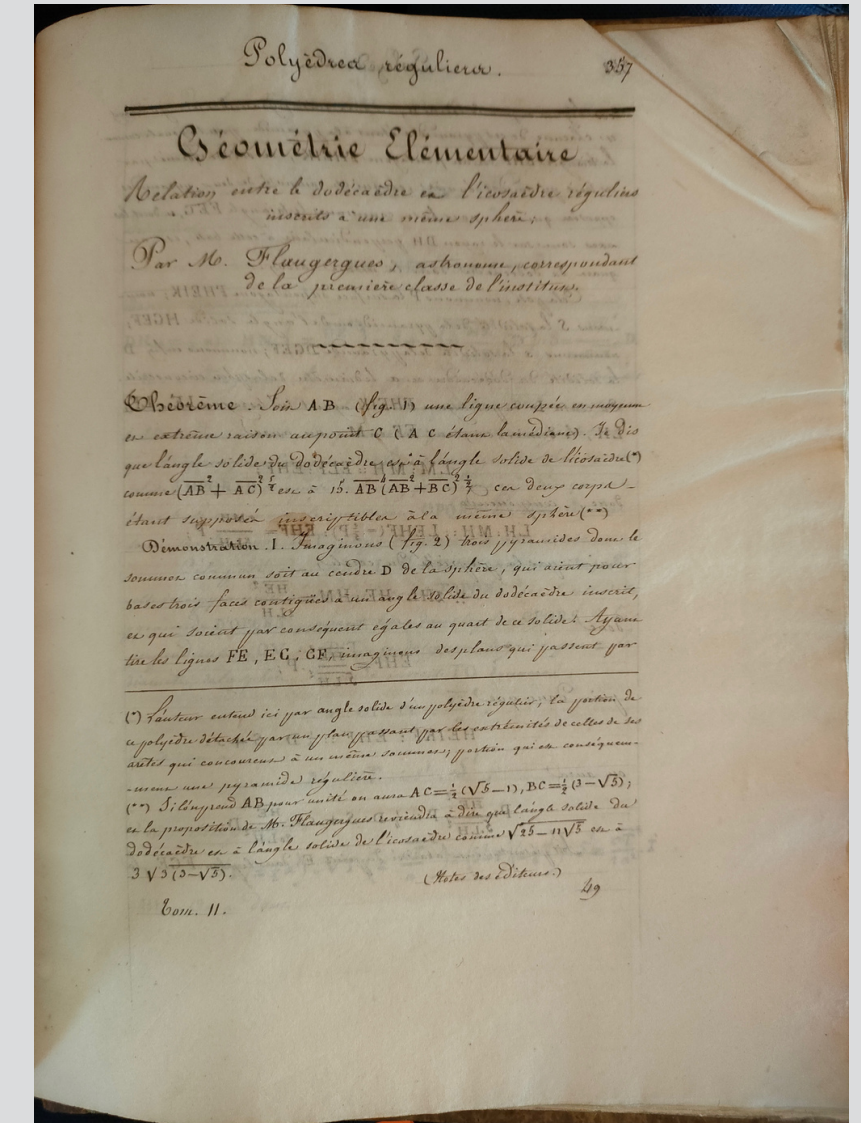 Polyèdres réguliers.
357
Géométrie Elémentaire
Relation entre le dodécaèdre et l'icosaèdre réguliers
inscrits à une même sphère;
Par M. Flaugergues, astronome, correspondant
de la première classe de l'institut.
Théorème. Soit AB (fig. 1) une ligne coupée en moyenne
et extrême raison au point C (AC étant la médiane). Je dis
que l'angle solide du dodécaèdre est à l'angle solide de l'icosaèdre (*)
comme (AB² + AC²)^5/2 est à 15. AB⁴(AB² + BC²)^1/2, ces deux corps
étant supposés inscriptibles à la même sphère (**)
Démonstration. I. Imaginons (fig. 2) trois pyramides dont le
sommet commun soit au centre D de la sphère, qui aient pour
bases trois faces contigües à un angle solide du dodécaèdre inscrit,
et qui soient par conséquent égales au quart de ce solide. Ayant
tiré les lignes FE, EG, GF, imaginons des plans qui passent par
(*) L'auteur entend ici par angle solide d'un polyèdre régulier, la portion de
ce polyèdre détachée par un plan passant par les extrémités de celles de ses
arêtes qui concourent à un même sommet; portion qui est conséquem-
-ment une pyramide régulière.
(**) Si l'on prend AB pour unité on aura AC=½(√5−1), BC=½(3−√5);
et la proposition de M. Flaugergues reviendra à dire que l'angle solide du
dodécaèdre est à l'angle solide de l'icosaèdre comme √25−11√5 est à
3√3(3−√5).
(Notes des éditeurs.)
Tom. II.
49